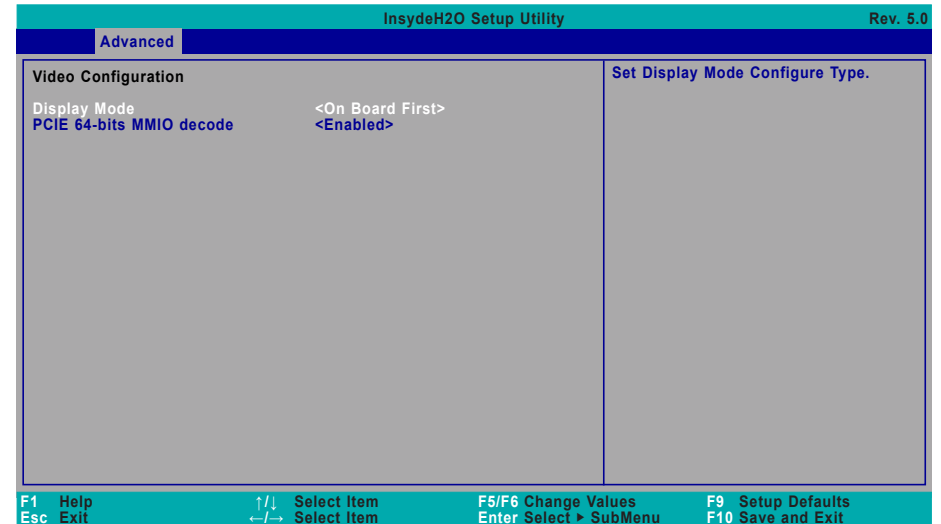 InsydeH2O Setup Utility Rev. 5.0
Advanced
Video Configuration
Set Display Mode Configure Type.
Display Mode <On Board First>
PCIE 64-bits MMIO decode <Enabled>
F1 Help ↑/↓ Select Item F5/F6 Change Values F9 Setup Defaults
Esc Exit ←/→ Select Item Enter Select ▶ SubMenu F10 Save and Exit